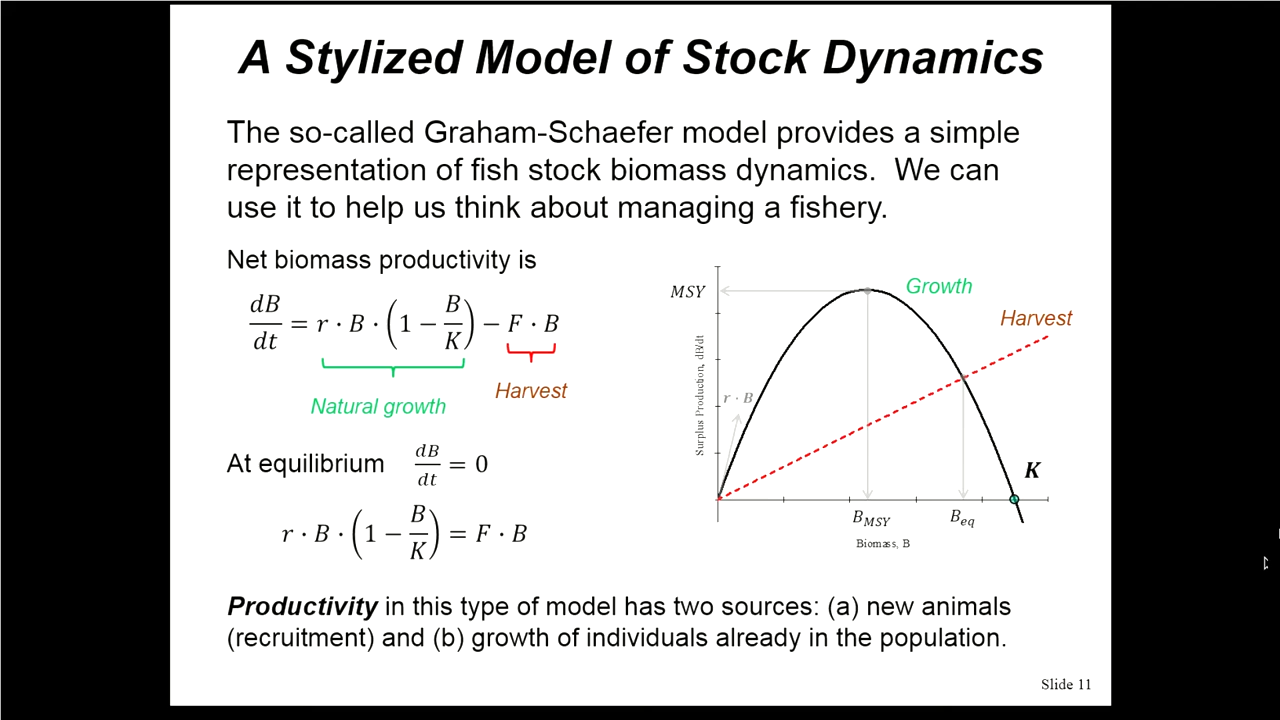 A Stylized Model of Stock Dynamics
The so-called Graham-Schaefer model provides a simple
representation of fish stock biomass dynamics.  We can
use it to help us think about managing a fishery.
Net biomass productivity is
dB/dt = r · B · (1 − B/K) − F · B
Natural growth
Harvest
At equilibrium dB/dt = 0
r · B · (1 − B/K) = F · B
MSY
Growth
Harvest
Surplus Production, dB/dt
r · B
K
B_MSY
B_eq
Biomass, B
Productivity in this type of model has two sources: (a) new animals
(recruitment) and (b) growth of individuals already in the population.
Slide 11